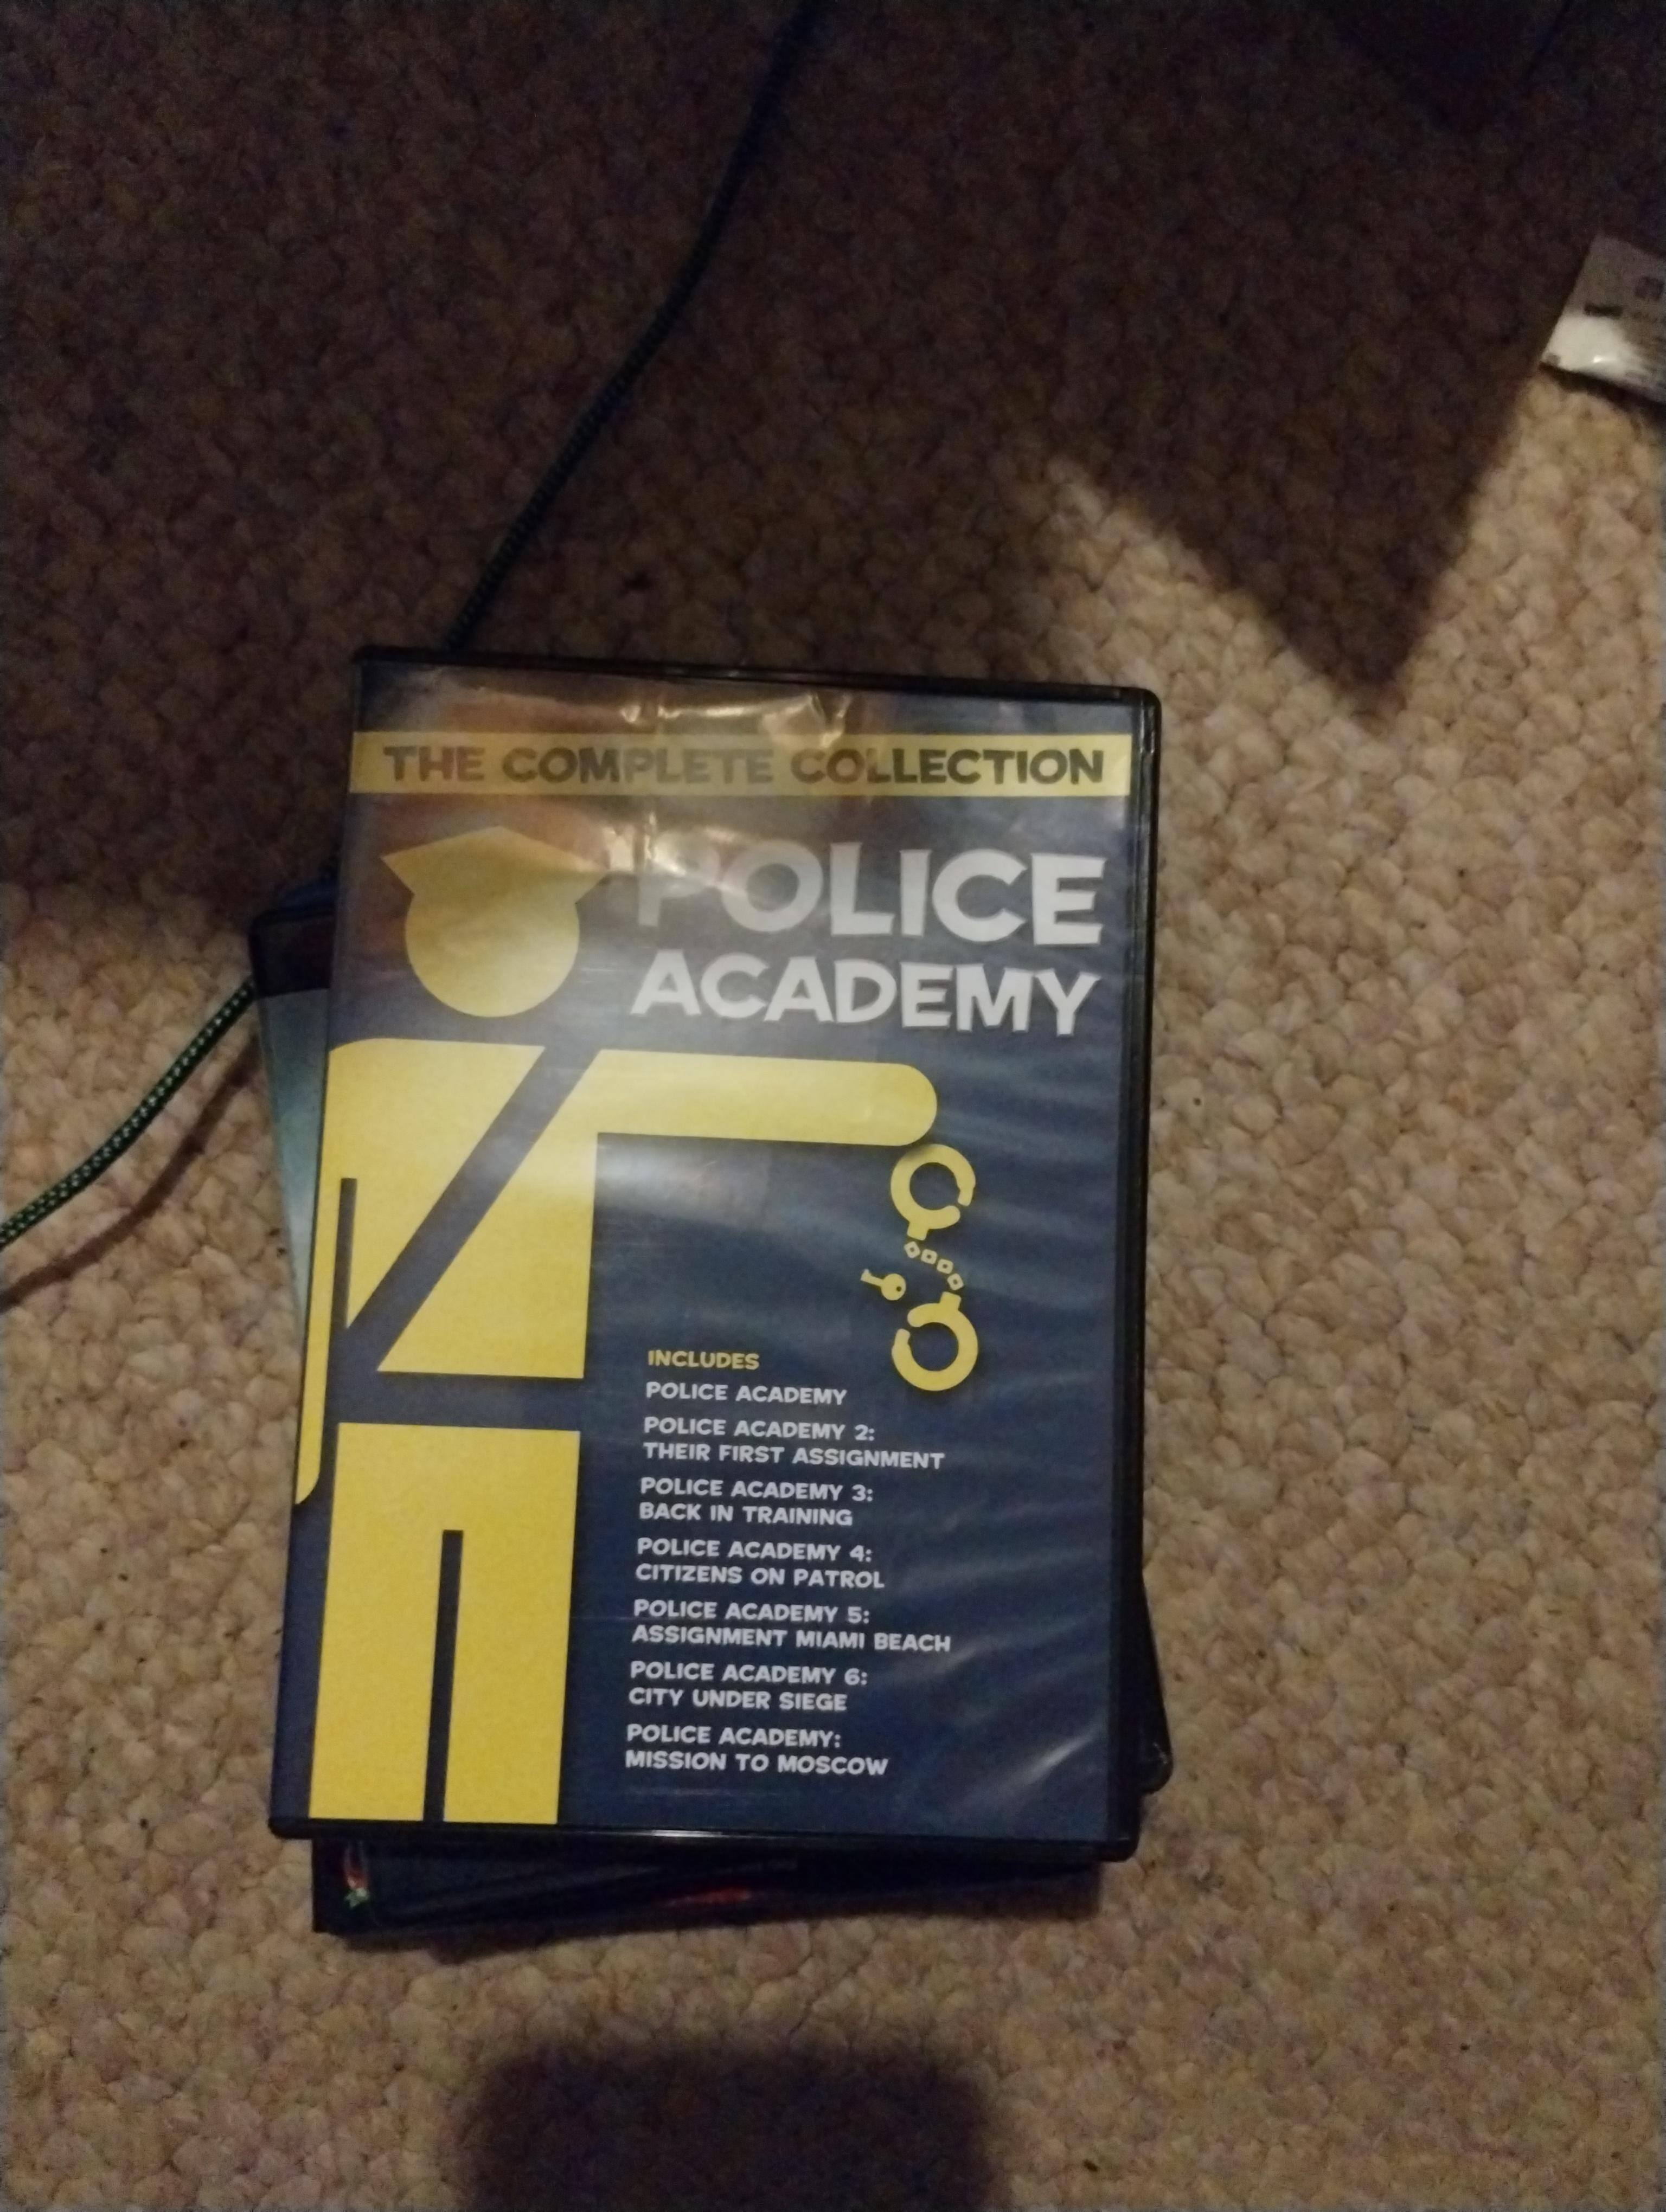 THE COMPLETE COLLECTION
POLICE
ACADEMY
INCLUDES
POLICE ACADEMY
POLICE ACADEMY 2:
THEIR FIRST ASSIGNMENT
POLICE ACADEMY 3:
BACK IN TRAINING
POLICE ACADEMY 4:
CITIZENS ON PATROL
POLICE ACADEMY 5:
ASSIGNMENT MIAMI BEACH
POLICE ACADEMY 6:
CITY UNDER SIEGE
POLICE ACADEMY:
MISSION TO MOSCOW